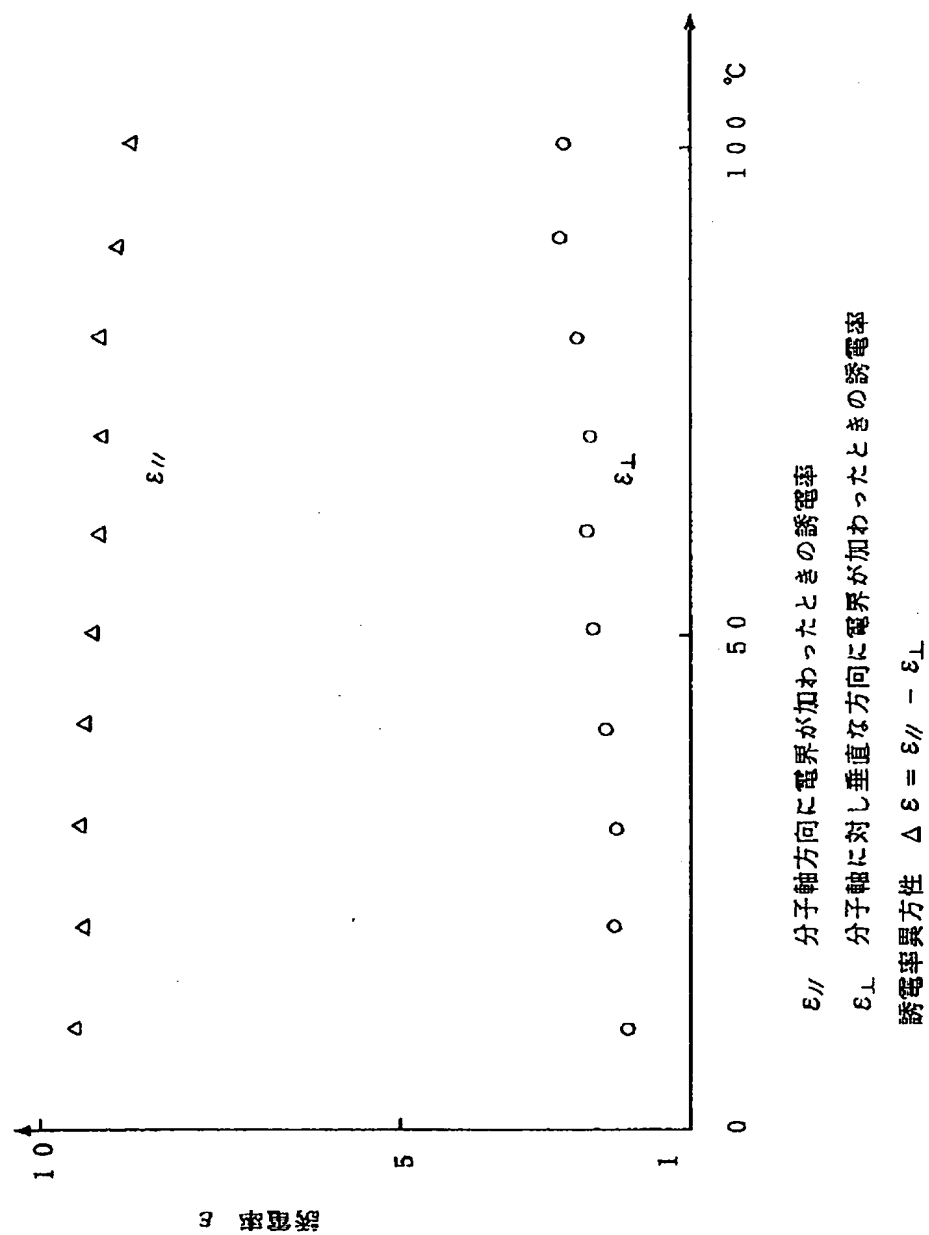 誘電率 ε
10
5
1
ε//
ε⊥
0
50
100 ℃
ε// 分子軸方向に電界が加わったときの誘電率
ε⊥ 分子軸に対し垂直な方向に電界が加わったときの誘電率
誘電率異方性 Δε = ε// − ε⊥